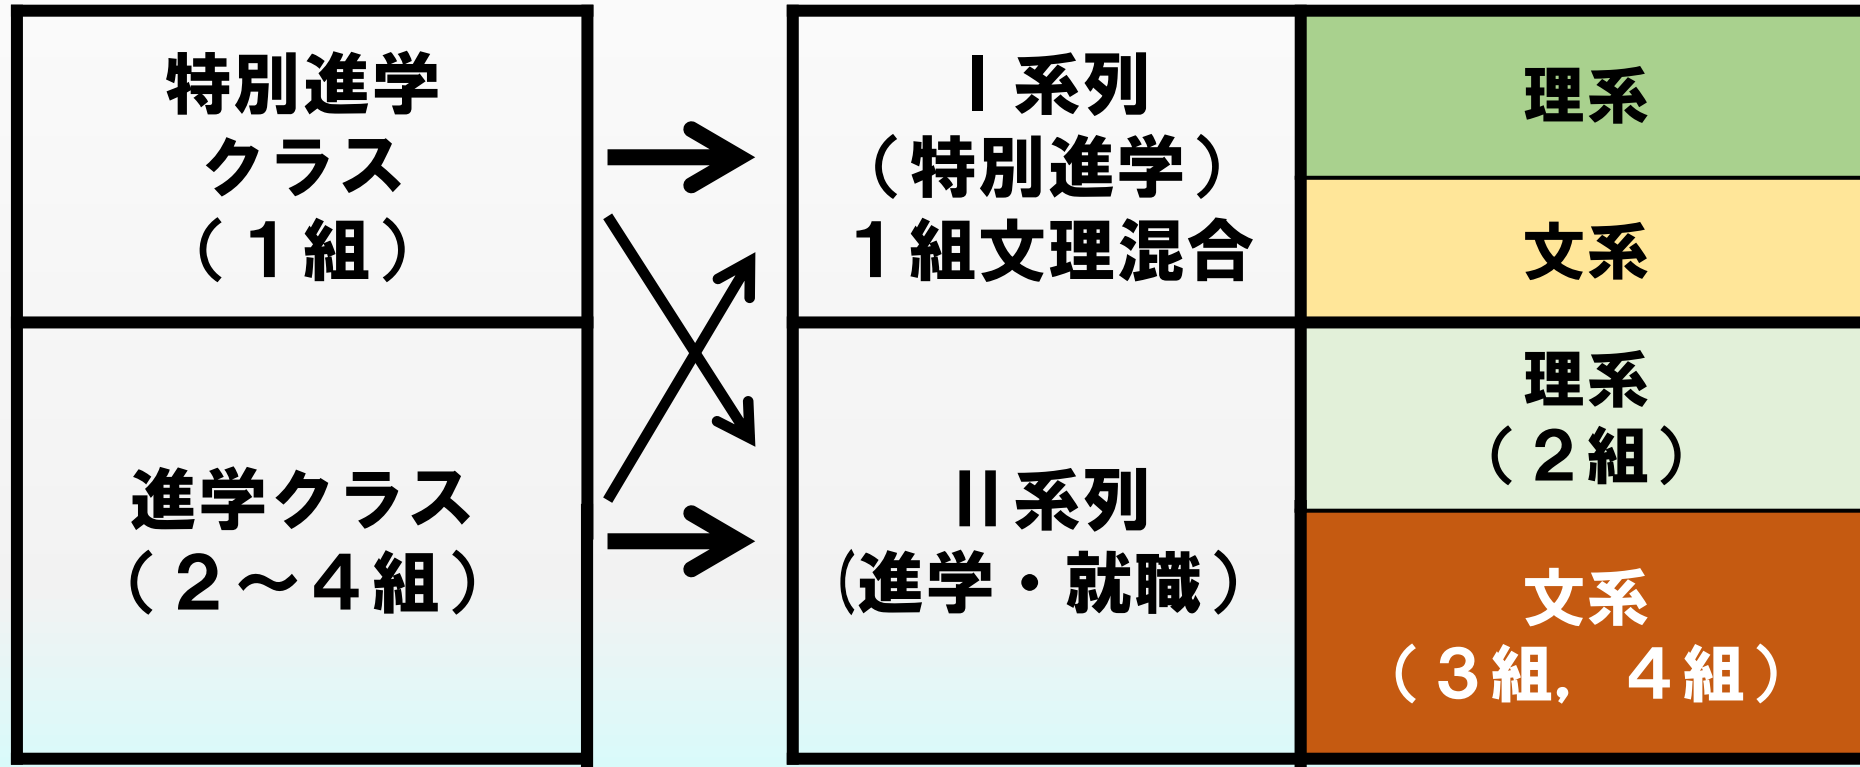 特別進学
クラス
（１組）
進学クラス
（２～４組）
Ⅰ系列
（特別進学）
１組文理混合
Ⅱ系列
(進学・就職）
理系
文系
理系
（２組）
文系
（３組，４組）